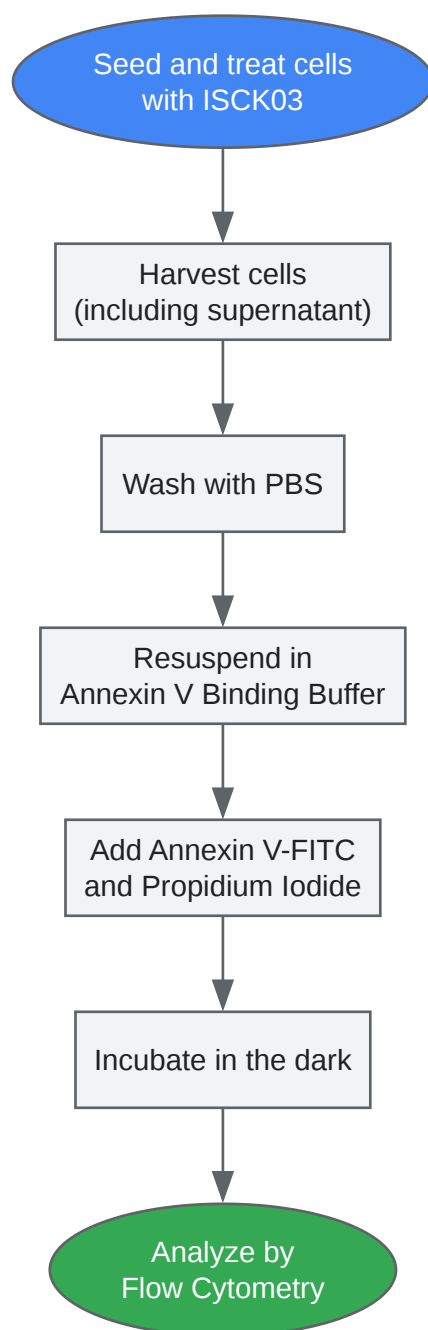 Seed and treat cells
with ISCK03
Harvest cells
(including supernatant)
Wash with PBS
Resuspend in
Annexin V Binding Buffer
Add Annexin V-FITC
and Propidium Iodide
Incubate in the dark
Analyze by
Flow Cytometry